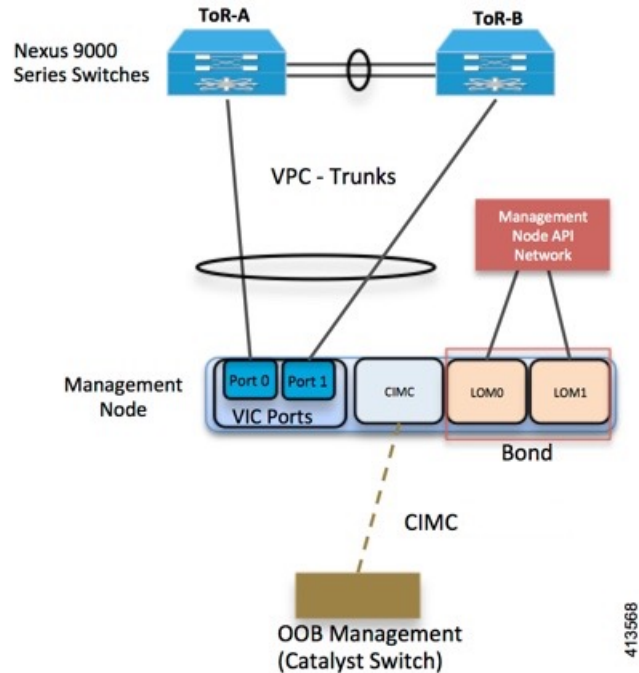 ToR-A
ToR-B
Nexus 9000
Series Switches
VPC - Trunks
Management
Node API
Network
Management
Node
Port 0
Port 1
VIC Ports
CIMC
LOM0
LOM1
Bond
CIMC
OOB Management
(Catalyst Switch)
413568